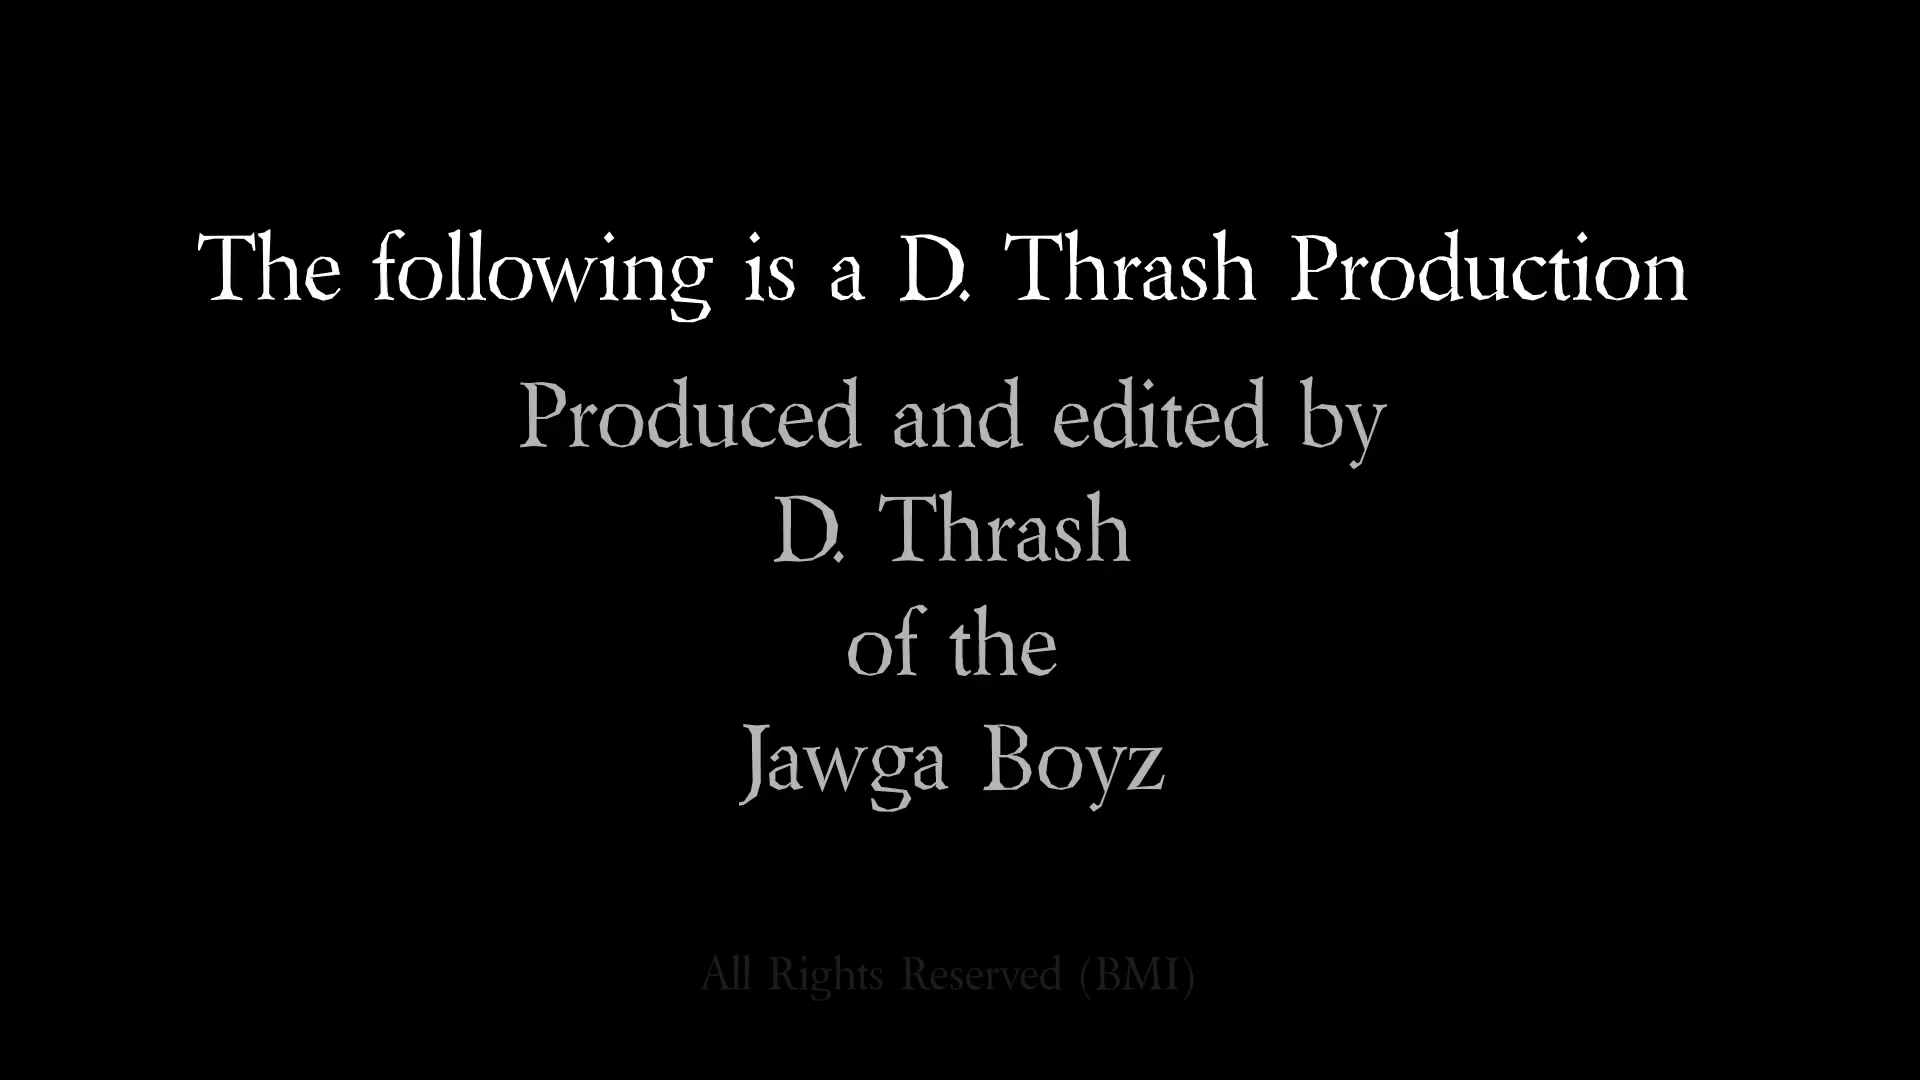 The following is a D. Thrash Production
Produced and edited by
D. Thrash
of the
Jawga Boyz
All Rights Reserved (BMI)